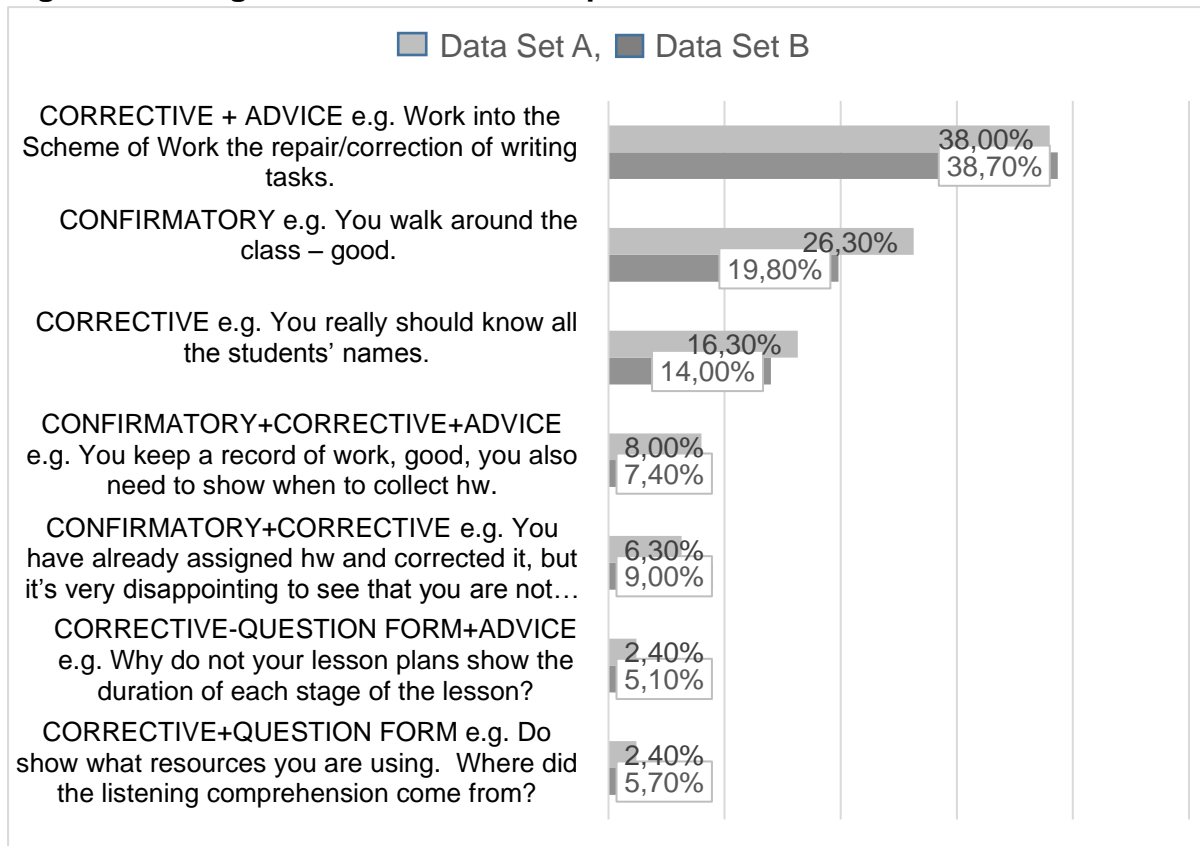 Data Set A, Data Set B
CORRECTIVE + ADVICE e.g. Work into the
Scheme of Work the repair/correction of writing
tasks.
38,00%
38,70%
CONFIRMATORY e.g. You walk around the
class – good.
26,30%
19,80%
CORRECTIVE e.g. You really should know all
the students’ names.
16,30%
14,00%
CONFIRMATORY+CORRECTIVE+ADVICE
e.g. You keep a record of work, good, you also
need to show when to collect hw.
8,00%
7,40%
CONFIRMATORY+CORRECTIVE e.g. You
have already assigned hw and corrected it, but
it’s very disappointing to see that you are not…
6,30%
9,00%
CORRECTIVE-QUESTION FORM+ADVICE
e.g. Why do not your lesson plans show the
duration of each stage of the lesson?
2,40%
5,10%
CORRECTIVE+QUESTION FORM e.g. Do
show what resources you are using. Where did
the listening comprehension come from?
2,40%
5,70%